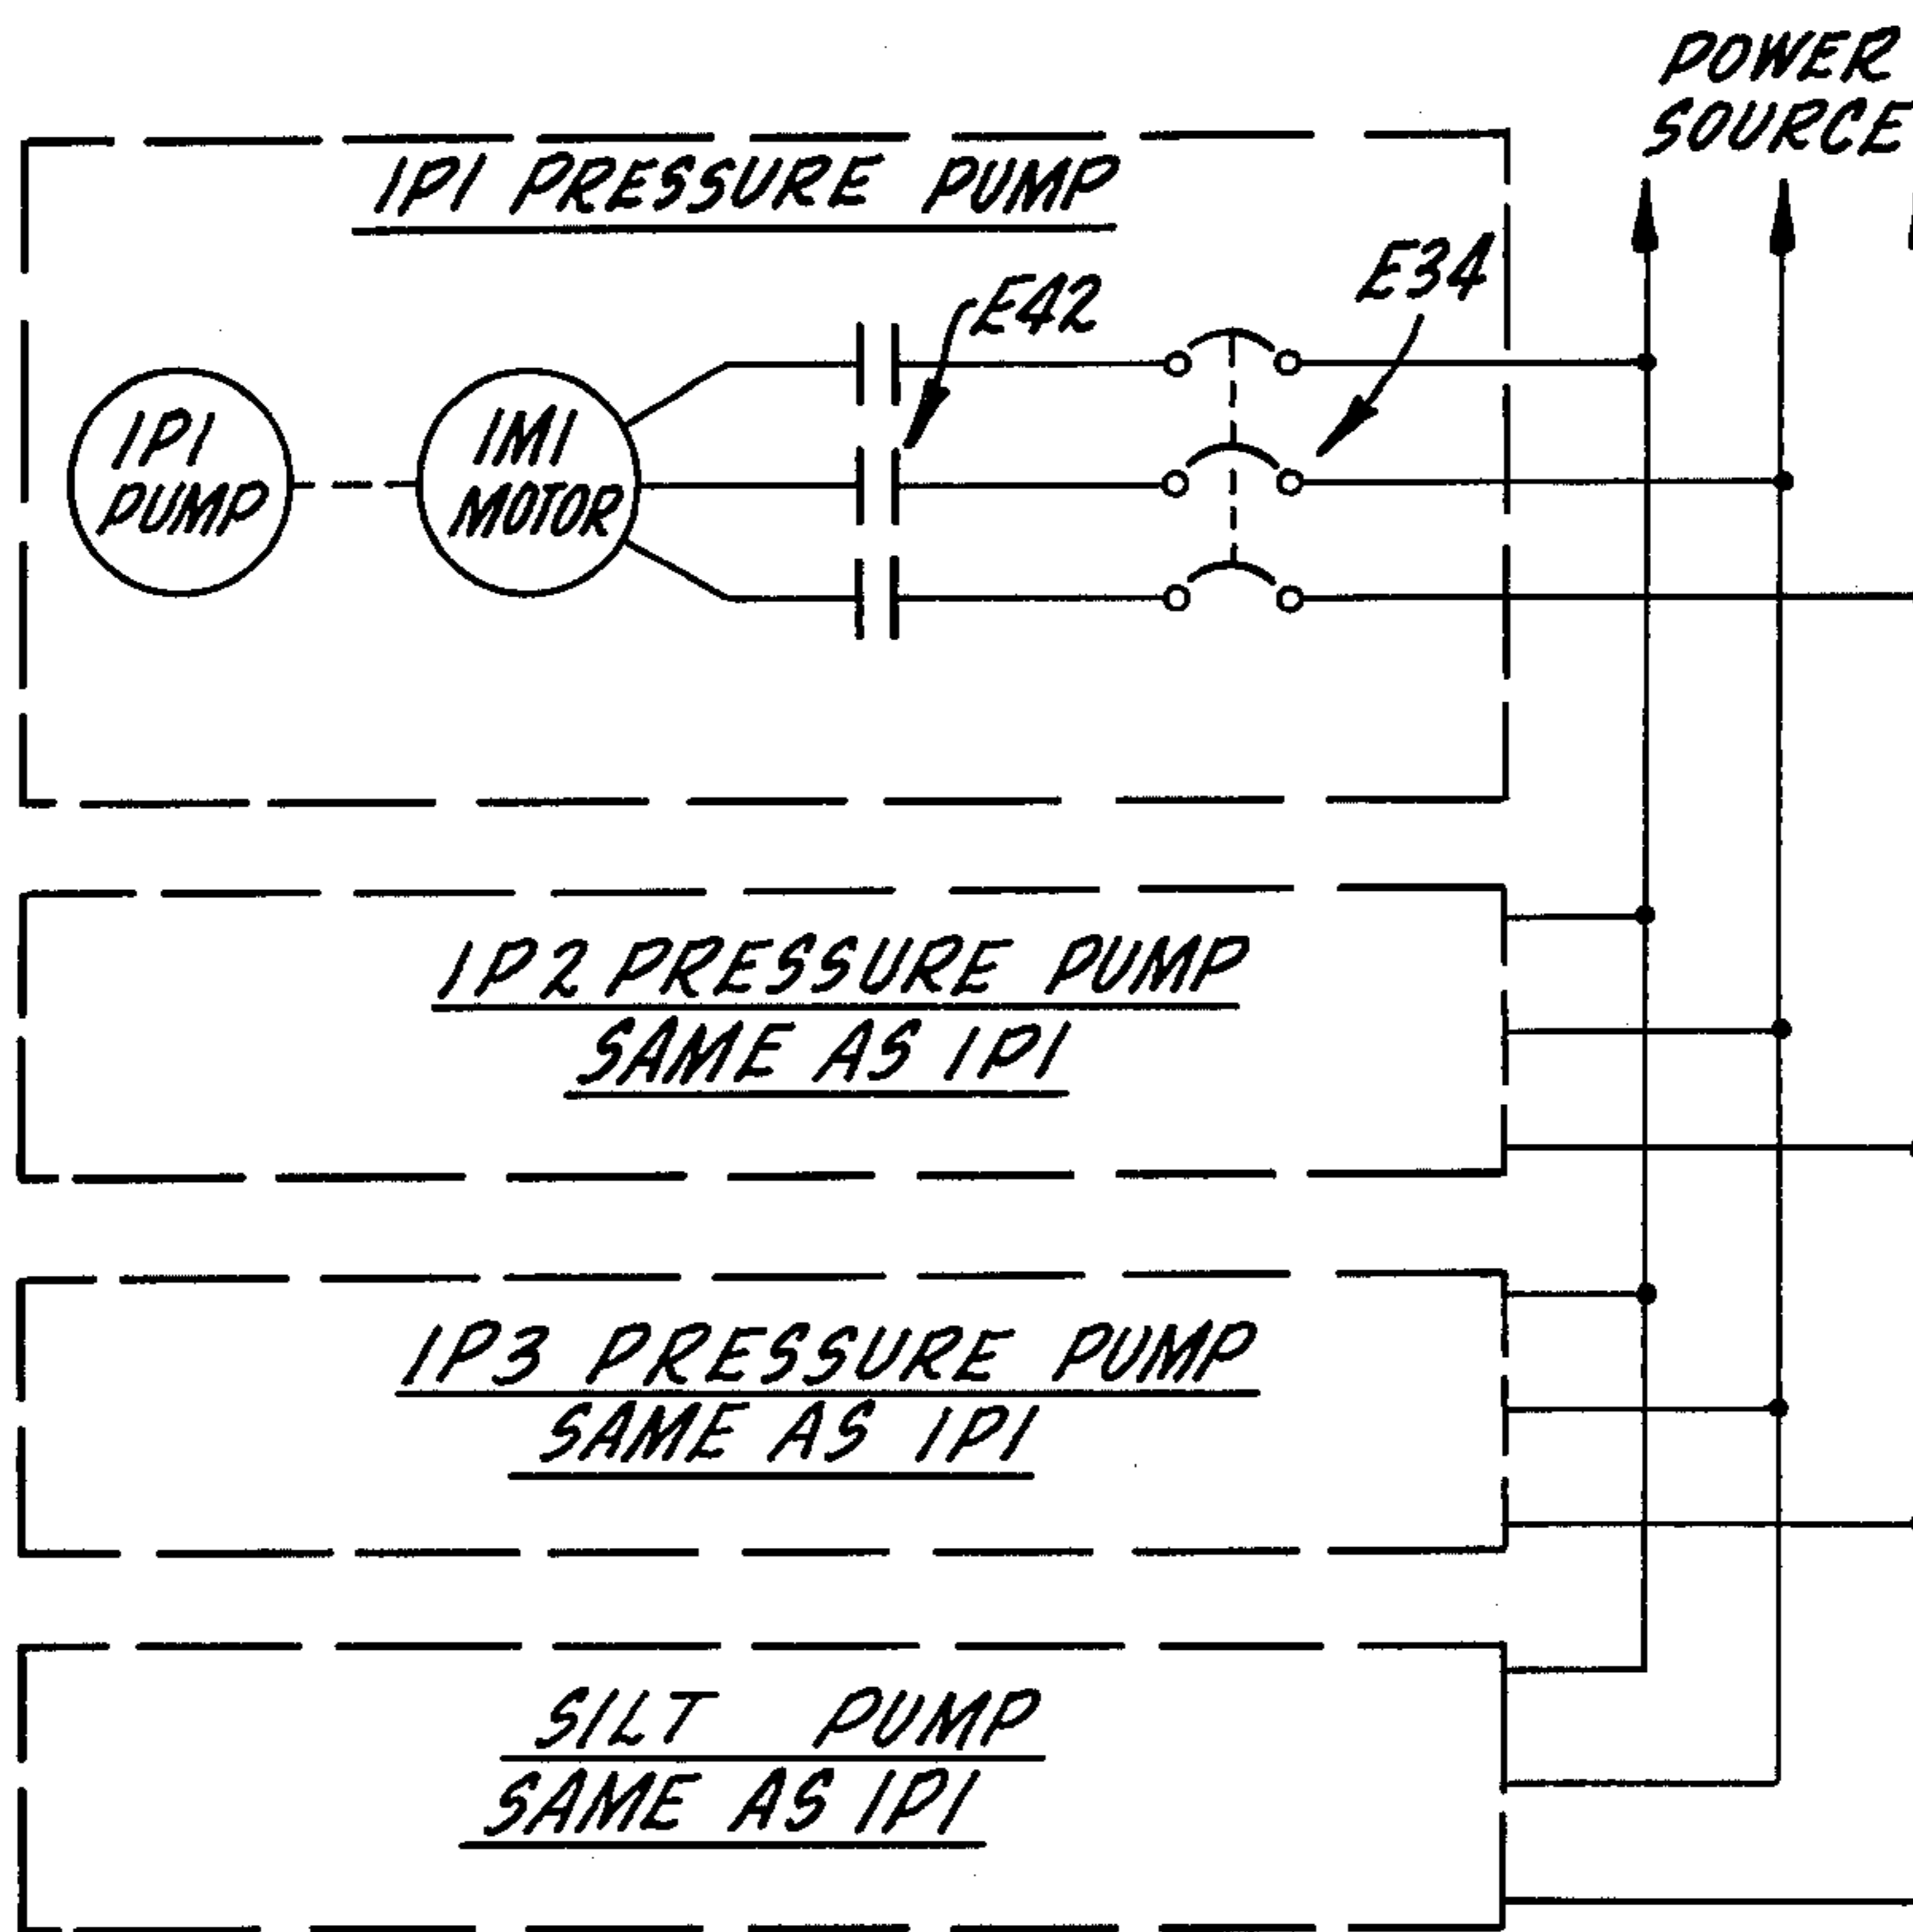 POWER
SOURCE
1P1 PRESSURE PUMP
E42
E34
1P1
PUMP
1M1
MOTOR
1P2 PRESSURE PUMP
SAME AS 1P1
1P3 PRESSURE PUMP
SAME AS 1P1
SILT PUMP
SAME AS 1P1